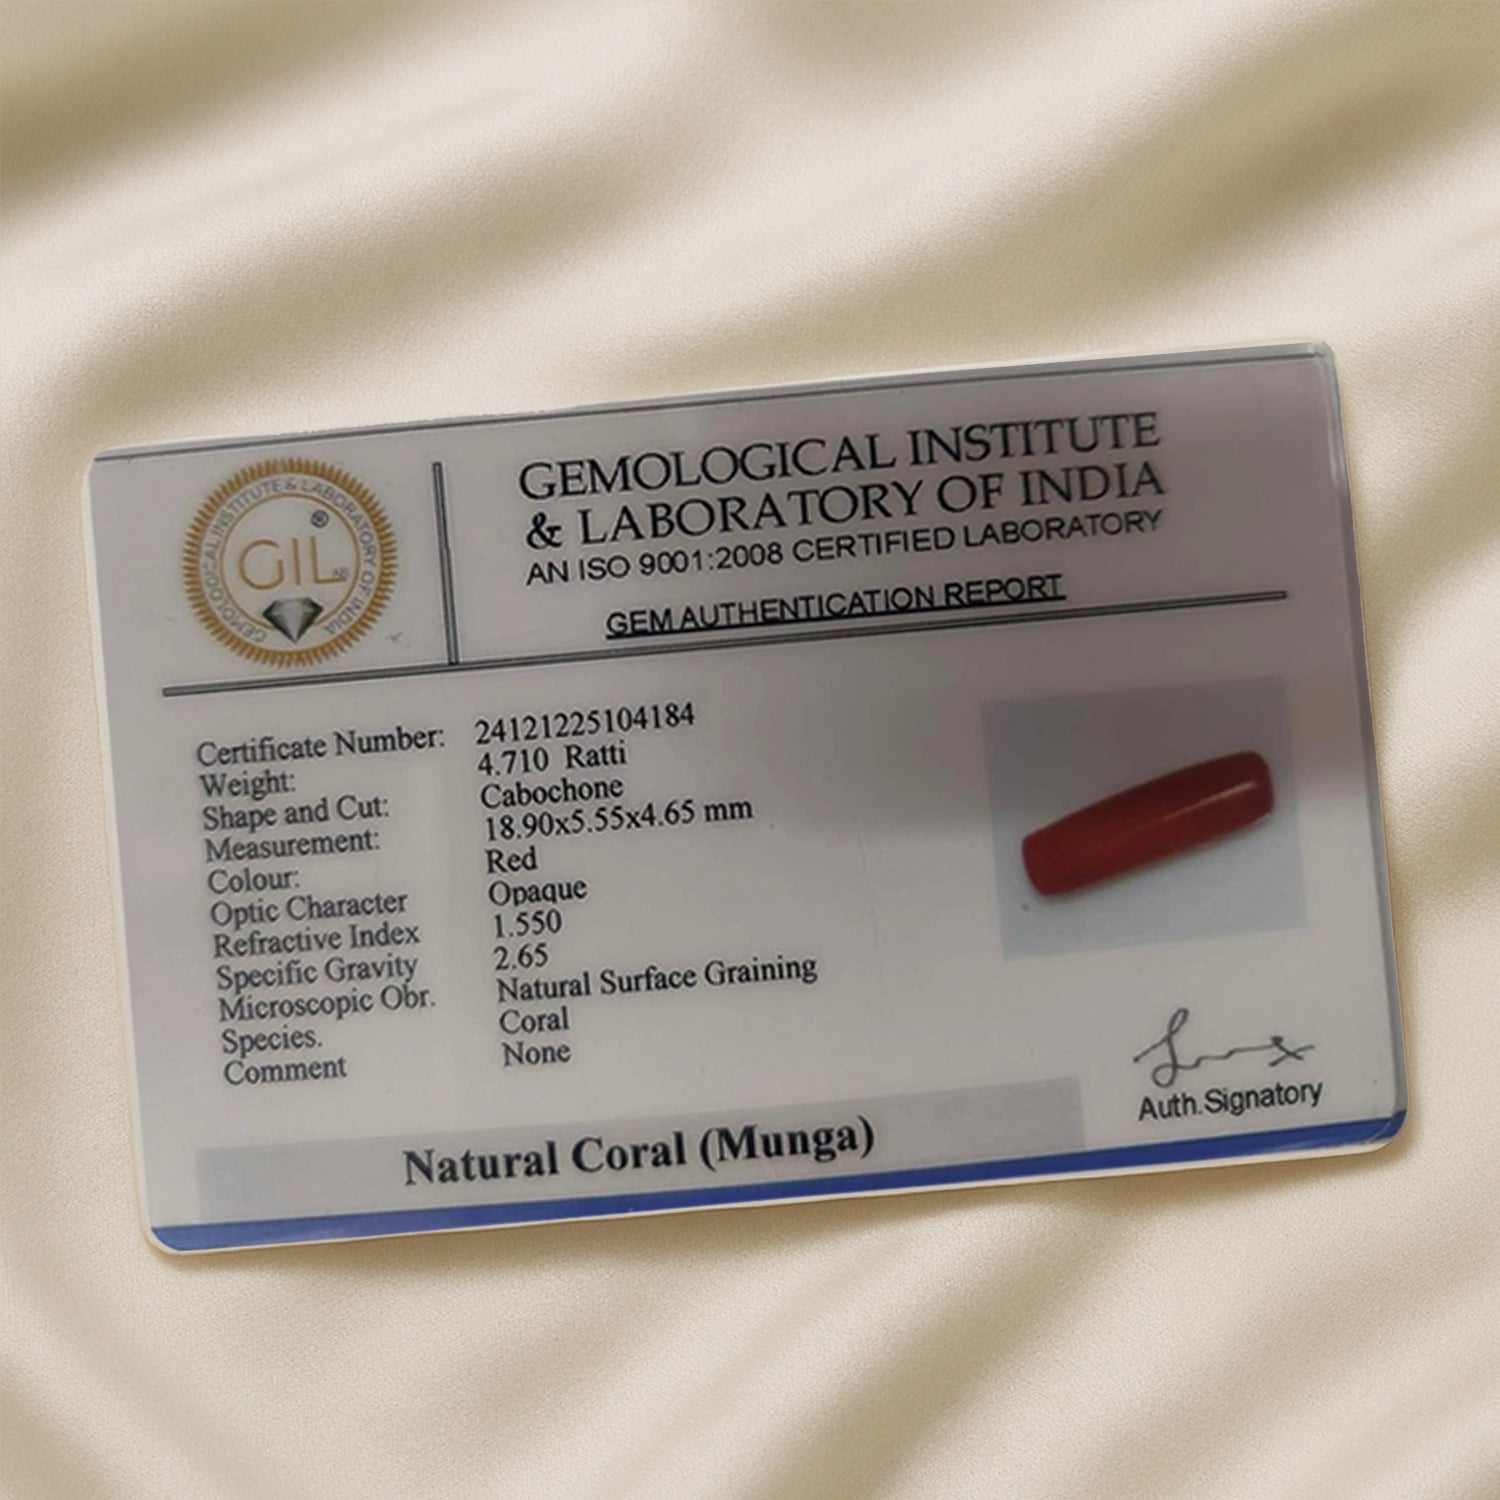 GEMOLOGICAL INSTITUTE & LABORATORY OF INDIA
GIL
®
GEMOLOGICAL INSTITUTE
& LABORATORY OF INDIA
AN ISO 9001:2008 CERTIFIED LABORATORY
GEM AUTHENTICATION REPORT
Certificate Number: 24121225104184
Weight: 4.710 Ratti
Shape and Cut: Cabochone
Measurement: 18.90x5.55x4.65 mm
Colour: Red
Optic Character Opaque
Refractive Index 1.550
Specific Gravity 2.65
Microscopic Obr. Natural Surface Graining
Species. Coral
Comment None
Auth.Signatory
Natural Coral (Munga)